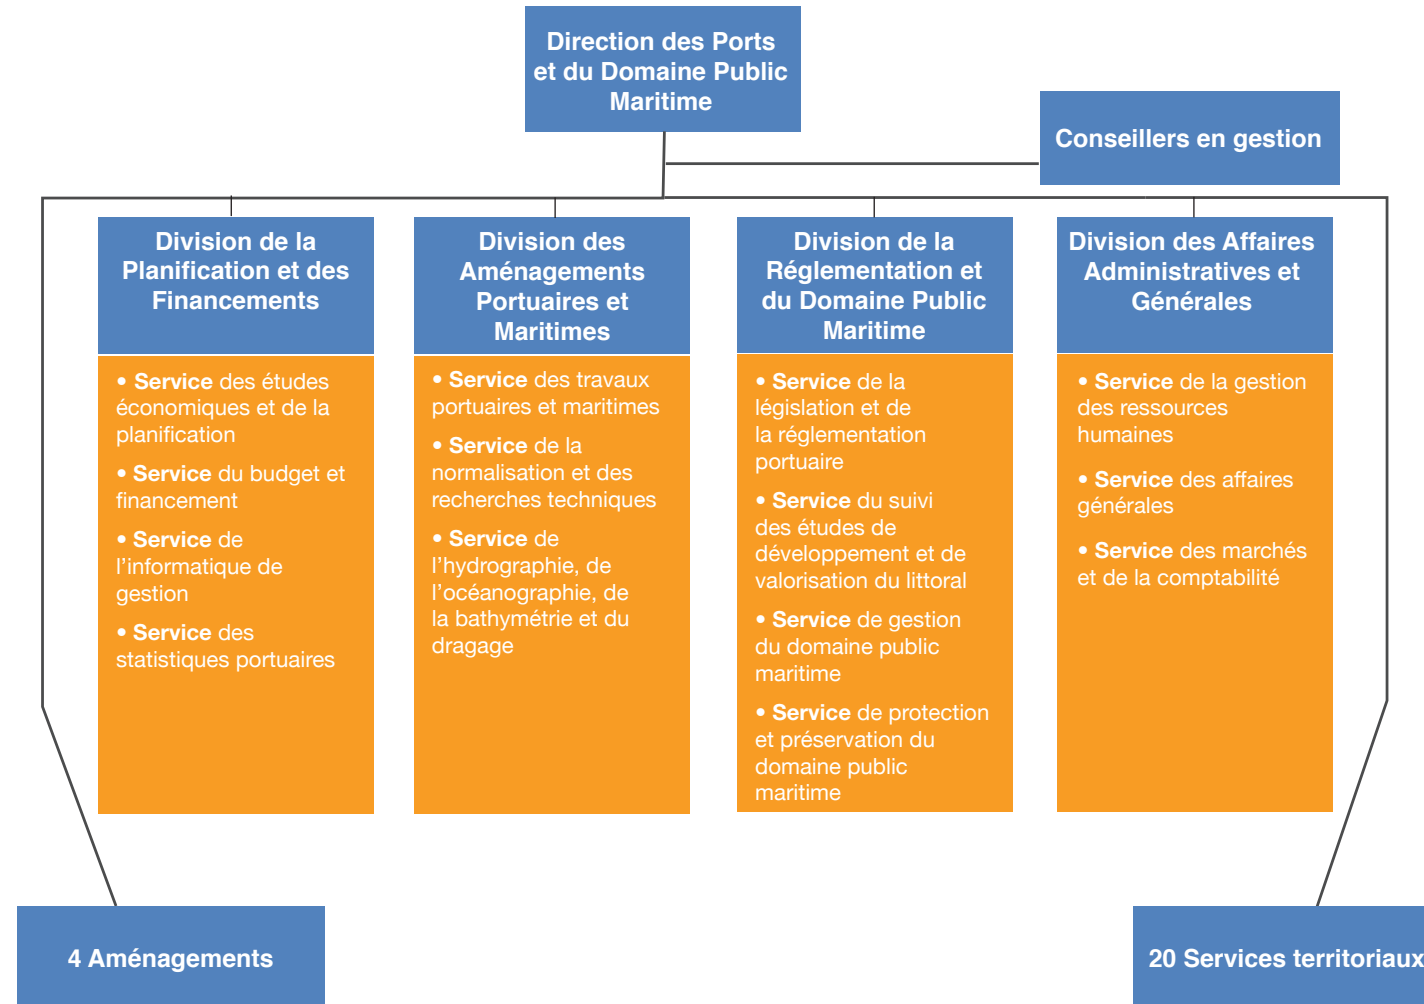 Direction des Ports
et du Domaine Public
Maritime
Conseillers en gestion
Division de la
Planification et des
Financements
• Service des études
économiques et de la
planification
• Service du budget et
financement
• Service de
l’informatique de
gestion
• Service des
statistiques portuaires
Division des
Aménagements
Portuaires et
Maritimes
• Service des travaux
portuaires et maritimes
• Service de la
normalisation et des
recherches techniques
• Service de
l’hydrographie, de
l’océanographie, de
la bathymétrie et du
dragage
Division de la
Réglementation et
du Domaine Public
Maritime
• Service de la
législation et de
la réglementation
portuaire
• Service du suivi
des études de
développement et de
valorisation du littoral
• Service de gestion
du domaine public
maritime
• Service de protection
et préservation du
domaine public
maritime
Division des Affaires
Administratives et
Générales
• Service de la gestion
des ressources
humaines
• Service des affaires
générales
• Service des marchés
et de la comptabilité
4 Aménagements
20 Services territoriaux